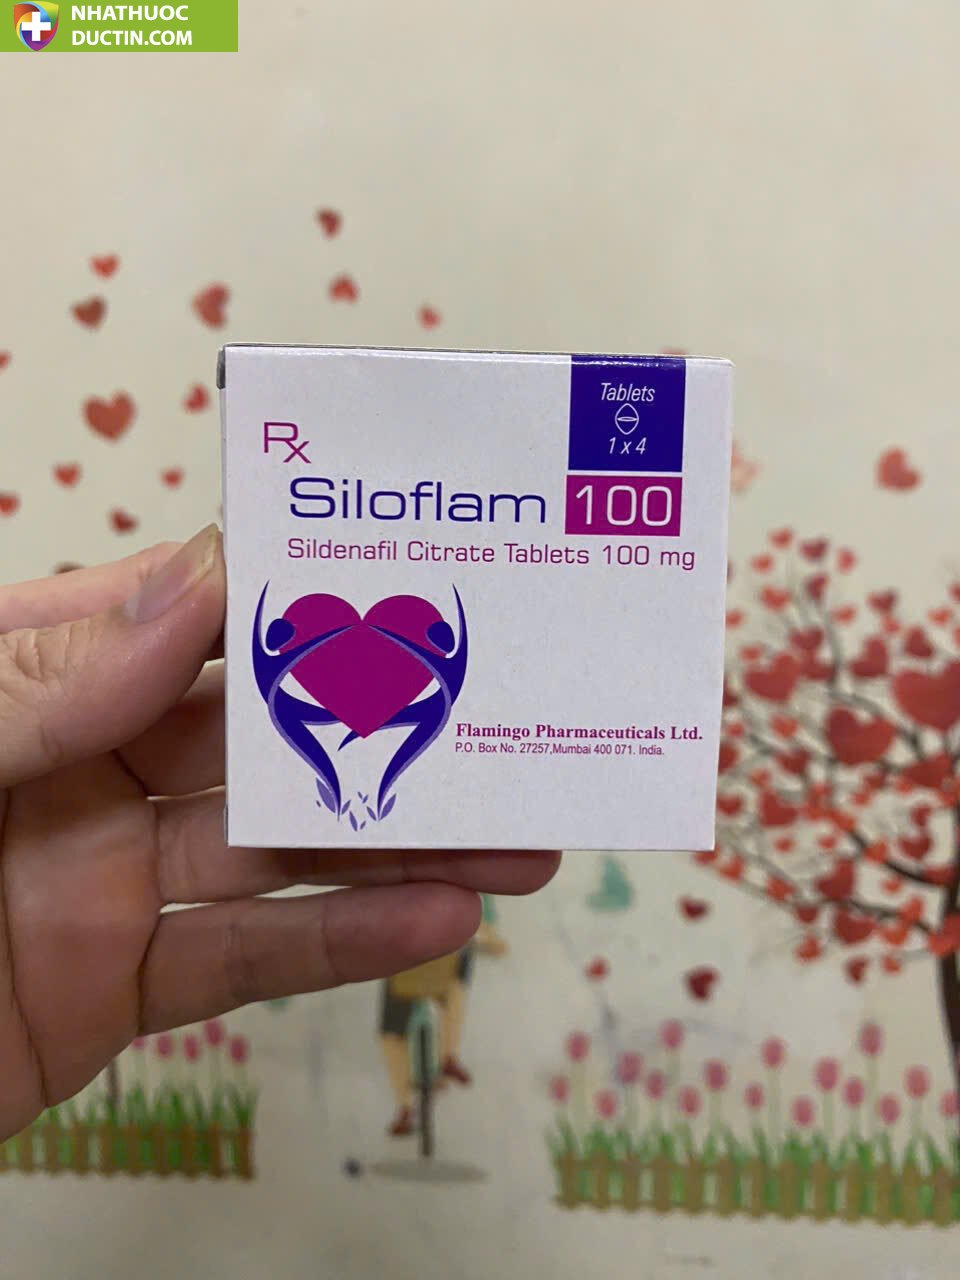 NHATHUOC
DUCTIN.COM
Tablets
1 x 4
Rx
Siloflam 100
Sildenafil Citrate Tablets 100 mg
Flamingo Pharmaceuticals Ltd.
P.O. Box No. 27257,Mumbai 400 071. India.